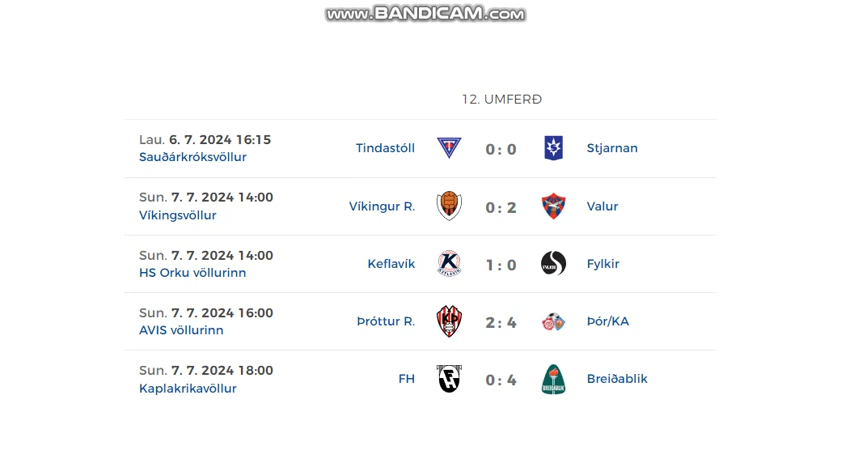 www.BANDICAM.com
12. UMFERÐ
Lau. 6. 7. 2024 16:15
Sauðárkróksvöllur
Tindastóll 0 : 0 Stjarnan
Sun. 7. 7. 2024 14:00
Víkingsvöllur
Víkingur R. 0 : 2 Valur
Sun. 7. 7. 2024 14:00
HS Orku völlurinn
Keflavík 1 : 0 Fylkir
Sun. 7. 7. 2024 16:00
AVIS völlurinn
Þróttur R. 2 : 4 Þór/KA
Sun. 7. 7. 2024 18:00
Kaplakrikavöllur
FH 0 : 4 Breiðablik